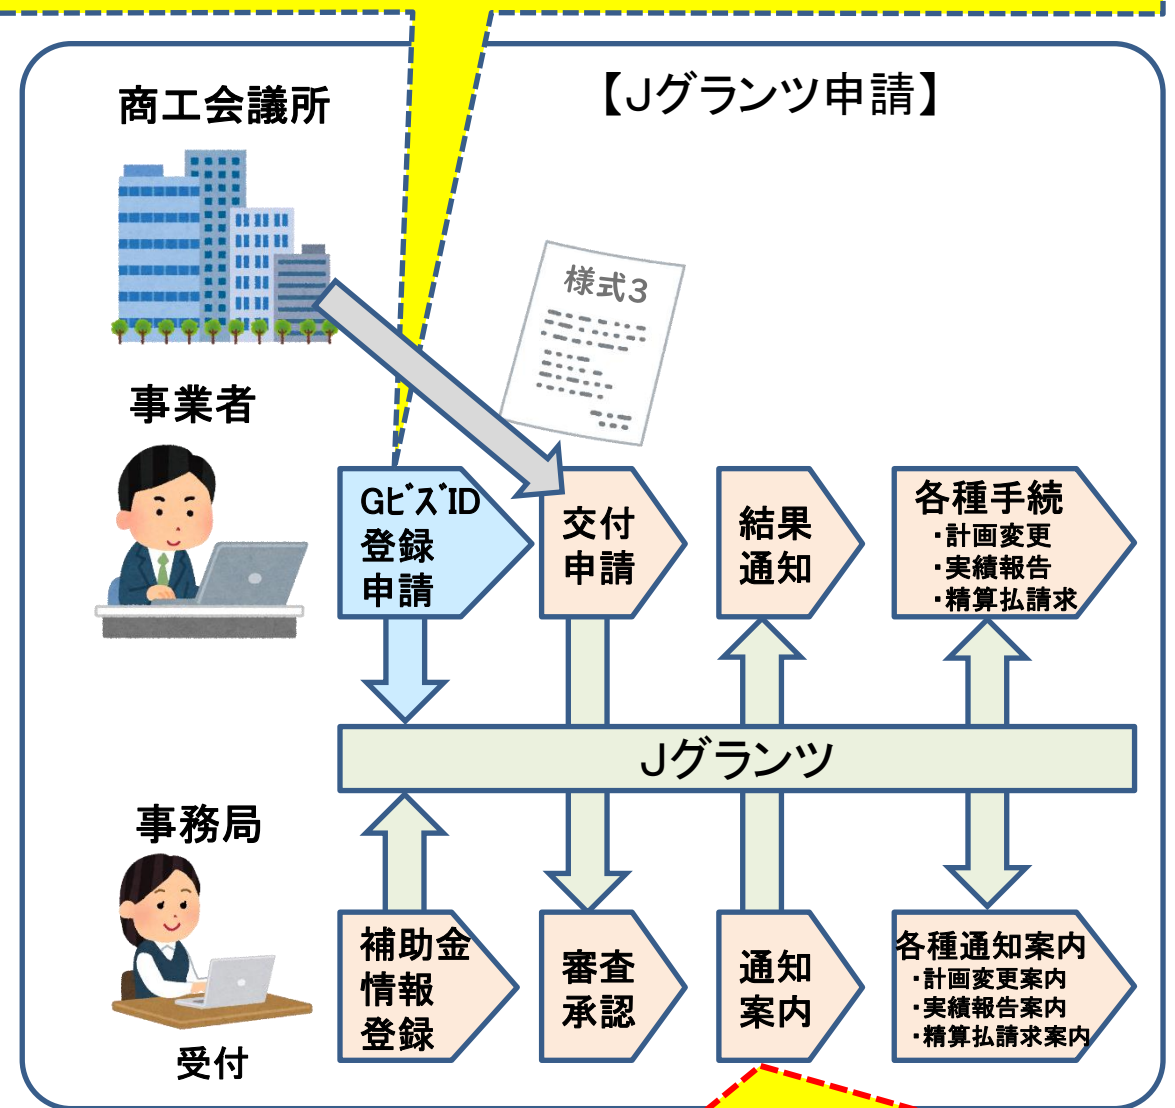 【Jグランツ申請】
商工会議所
様式3
事業者
GビズID
登録
申請
交付
申請
結果
通知
各種手続
・計画変更
・実績報告
・精算払請求
Jグランツ
事務局
受付
補助金
情報
登録
審査
承認
通知
案内
各種通知案内
・計画変更案内
・実績報告案内
・精算払請求案内